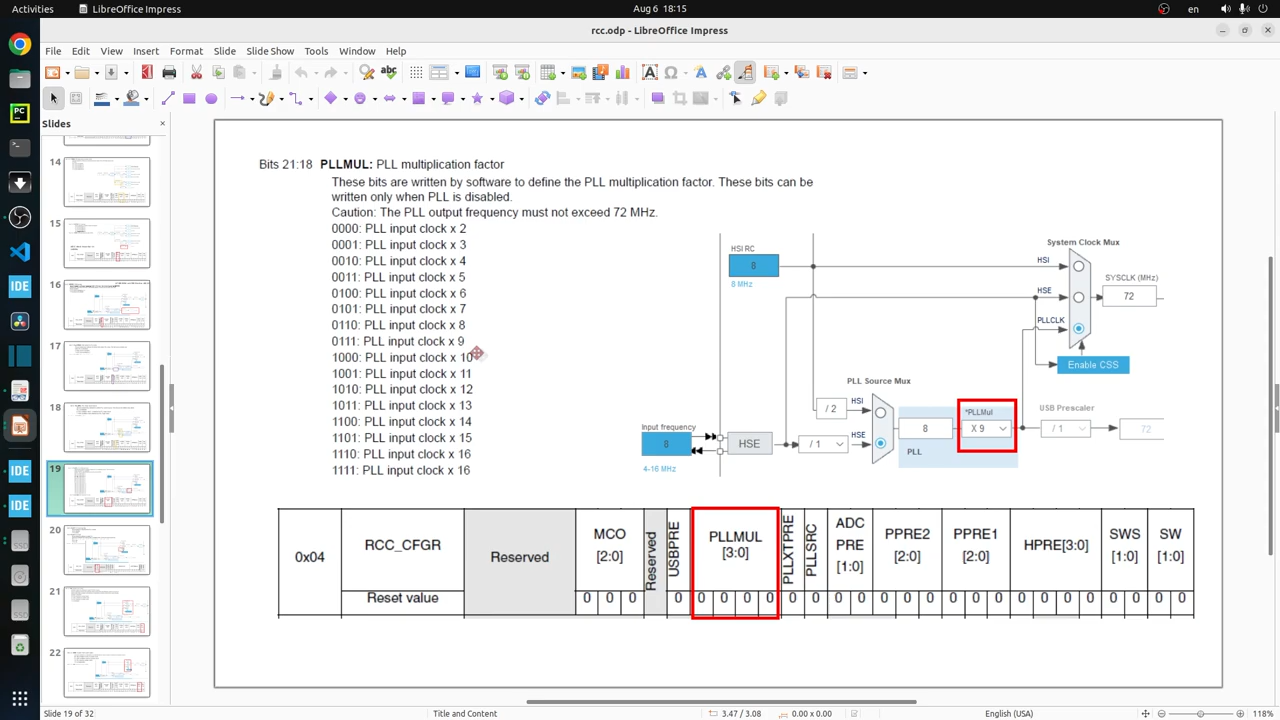 Activities
LibreOffice Impress
Aug 6 18:15
en
rcc.odp - LibreOffice Impress
File Edit View Insert Format Slide Slide Show Tools Window Help
Slides
14
15
16
17
18
19
20
21
22
Bits 21:18 PLLMUL: PLL multiplication factor
These bits are written by software to define the PLL multiplication factor. These bits can be
written only when PLL is disabled.
Caution: The PLL output frequency must not exceed 72 MHz.
0000: PLL input clock x 2
0001: PLL input clock x 3
0010: PLL input clock x 4
0011: PLL input clock x 5
0100: PLL input clock x 6
0101: PLL input clock x 7
0110: PLL input clock x 8
0111: PLL input clock x 9
1000: PLL input clock x 10
1001: PLL input clock x 11
1010: PLL input clock x 12
1011: PLL input clock x 13
1100: PLL input clock x 14
1101: PLL input clock x 15
1110: PLL input clock x 16
1111: PLL input clock x 16
System Clock Mux
HSI RC
8
8 MHz
HSI
HSE
PLLCLK
SYSCLK (MHz)
72
Enable CSS
PLL Source Mux
/ 2
HSI
HSE
Input frequency
8
4-16 MHz
HSE
/ 1
8
PLL
*PLLMul
X 9
USB Prescaler
/ 1
72
0x04
RCC_CFGR
Reserved
MCO
[2:0]
Reserved
USBPRE
PLLMUL
[3:0]
PLLXTPRE
PLLSRC
ADC
PRE
[1:0]
PPRE2
[2:0]
PPRE1
[2:0]
HPRE[3:0]
SWS
[1:0]
SW
[1:0]
Reset value
0 0 0 0 0 0 0 0 0 0 0 0 0 0 0 0 0 0 0 0 0 0 0 0 0 0
Slide 19 of 32
Title and Content
3.47 / 3.08
0.00 x 0.00
English (USA)
118%